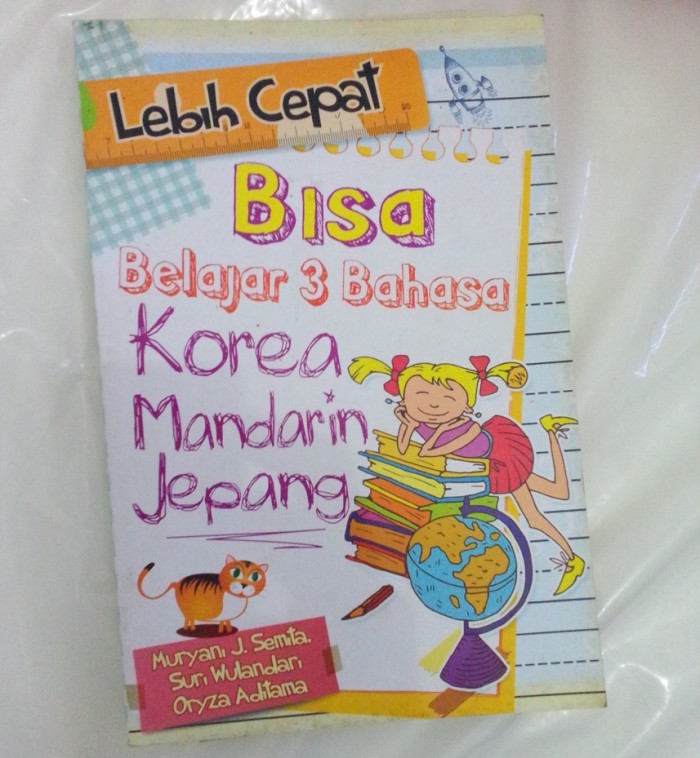 Lebih Cepat
Bisa
Belajar 3 Bahasa
Korea
Mandarin
Jepang
Muryani J. Semita.
Suri Wulandari
Oryza Aditama